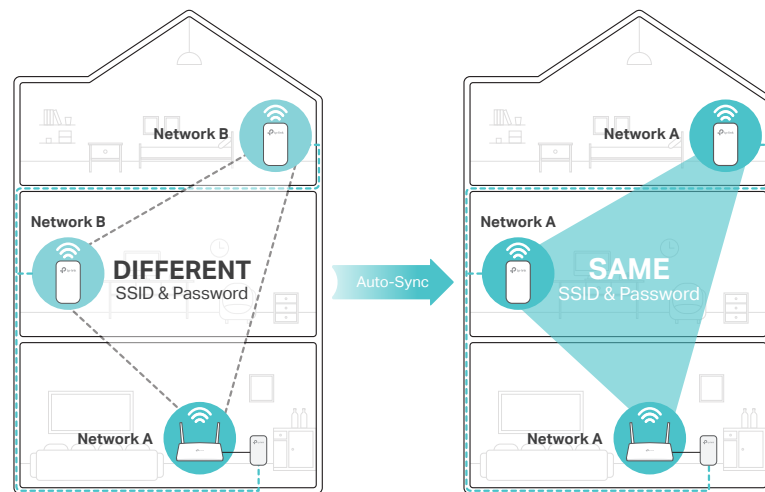 Network B
Network B
DIFFERENT
SSID & Password
Network A
Auto-Sync
Network A
Network A
SAME
SSID & Password
Network A